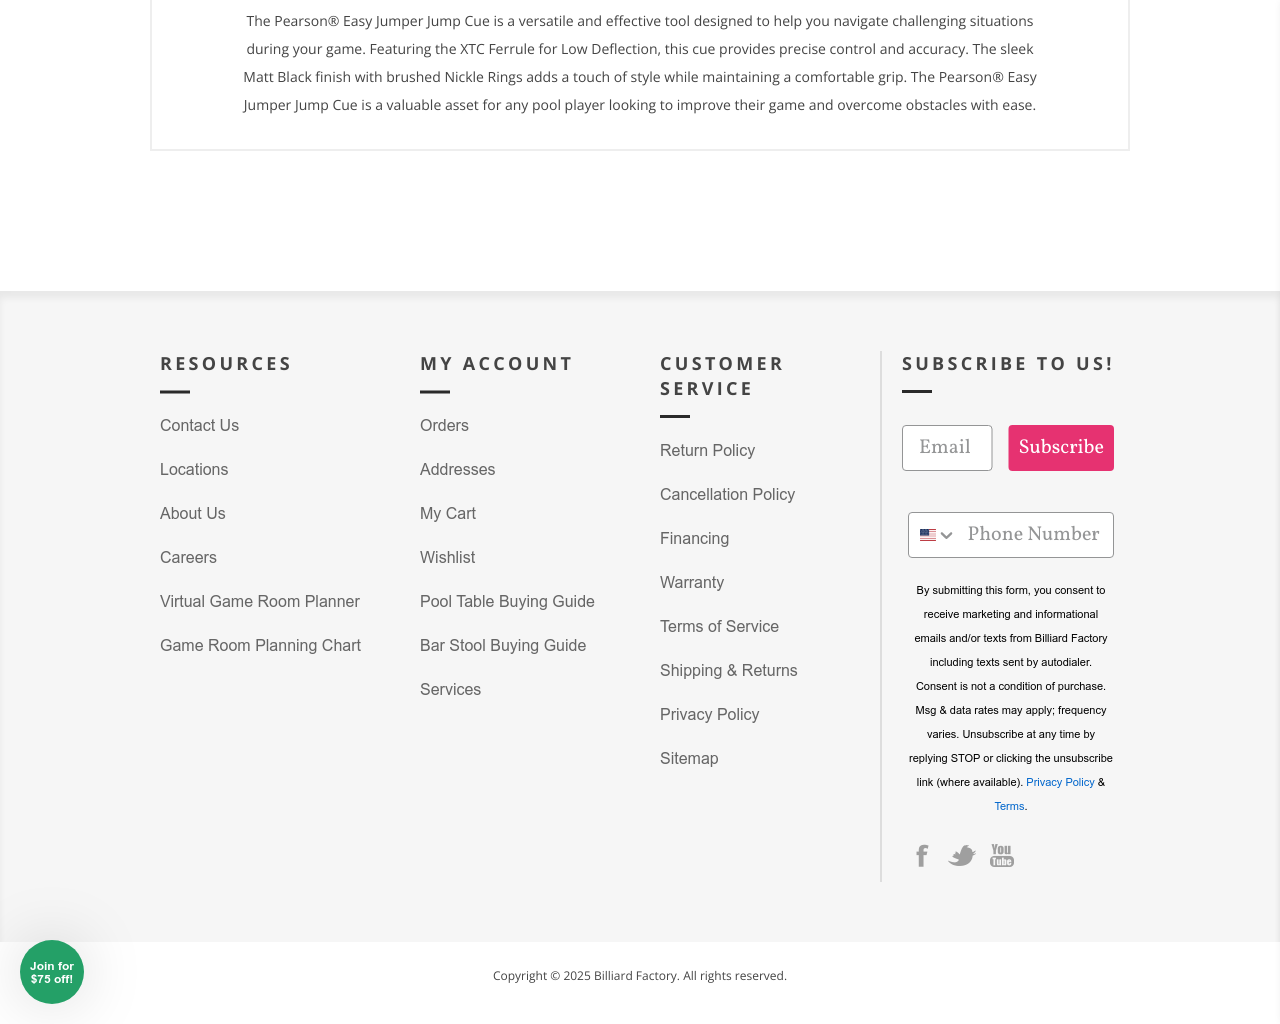 The Pearson® Easy Jumper Jump Cue is a versatile and effective tool designed to help you navigate challenging situations
during your game. Featuring the XTC Ferrule for Low Deflection, this cue provides precise control and accuracy. The sleek
Matt Black finish with brushed Nickle Rings adds a touch of style while maintaining a comfortable grip. The Pearson® Easy
Jumper Jump Cue is a valuable asset for any pool player looking to improve their game and overcome obstacles with ease.
RESOURCES
Contact Us
Locations
About Us
Careers
Virtual Game Room Planner
Game Room Planning Chart
MY ACCOUNT
Orders
Addresses
My Cart
Wishlist
Pool Table Buying Guide
Bar Stool Buying Guide
Services
CUSTOMER
SERVICE
Return Policy
Cancellation Policy
Financing
Warranty
Terms of Service
Shipping & Returns
Privacy Policy
Sitemap
SUBSCRIBE TO US!
Email
Subscribe
Phone Number
By submitting this form, you consent to
receive marketing and informational
emails and/or texts from Billiard Factory
including texts sent by autodialer.
Consent is not a condition of purchase.
Msg & data rates may apply; frequency
varies. Unsubscribe at any time by
replying STOP or clicking the unsubscribe
link (where available). Privacy Policy &
Terms.
You
Tube
Join for
$75 off!
Copyright © 2025 Billiard Factory. All rights reserved.